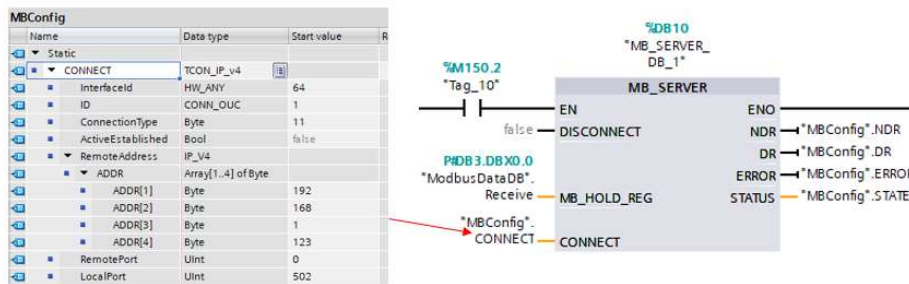 MBConfig
Name Data type Start value R
Static
CONNECT TCON_IP_v4
InterfaceId HW_ANY 64
ID CONN_OUC 1
ConnectionType Byte 11
ActiveEstablished Bool false
RemoteAddress IP_V4
ADDR Array[1..4] of Byte
ADDR[1] Byte 192
ADDR[2] Byte 168
ADDR[3] Byte 1
ADDR[4] Byte 123
RemotePort UInt 0
LocalPort UInt 502
%DB10
"MB_SERVER_
DB_1"
%M150.2
"Tag_10"
MB_SERVER
EN ENO
false DISCONNECT NDR "MBConfig".NDR
DR "MBConfig".DR
P#DB3.DBX0.0
ERROR "MBConfig".ERROR
"ModbusDataDB".
Receive MB_HOLD_REG STATUS "MBConfig".STATE
"MBConfig".
CONNECT CONNECT